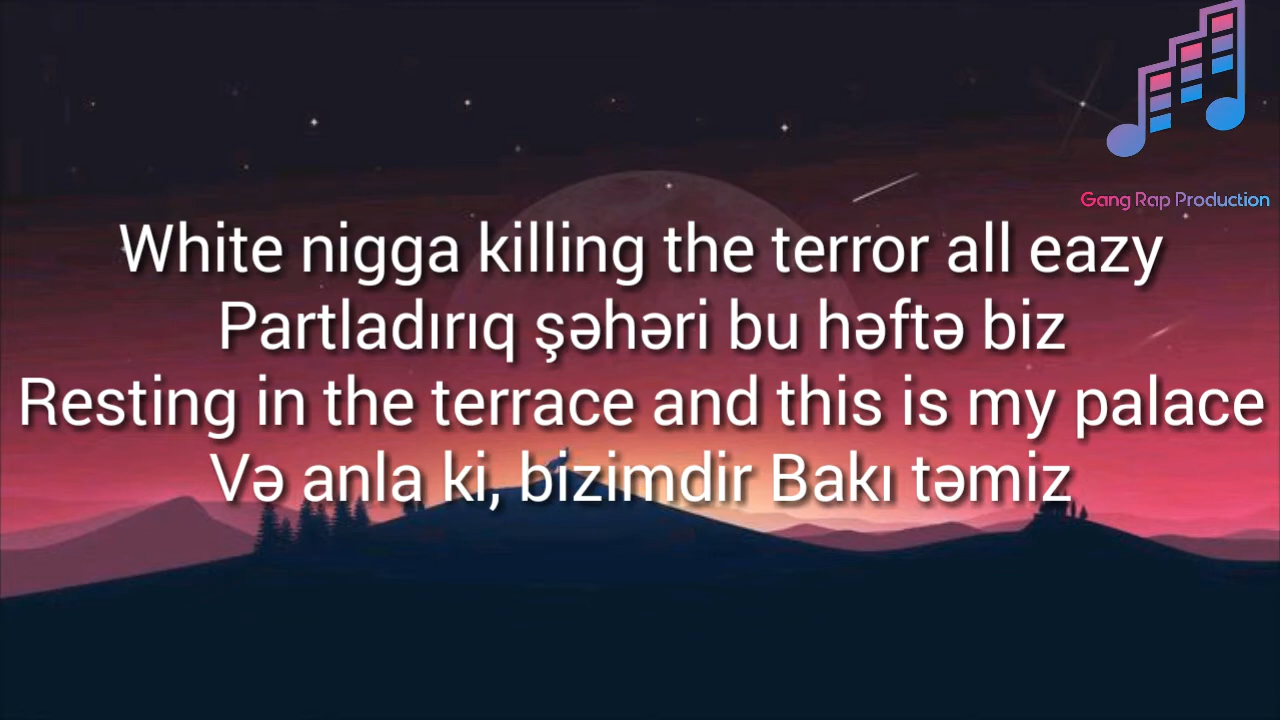 Gang Rap Production
White nigga killing the terror all eazy
Partladırıq şəhəri bu həftə biz
Resting in the terrace and this is my palace
Və anla ki, bizimdir Bakı təmiz